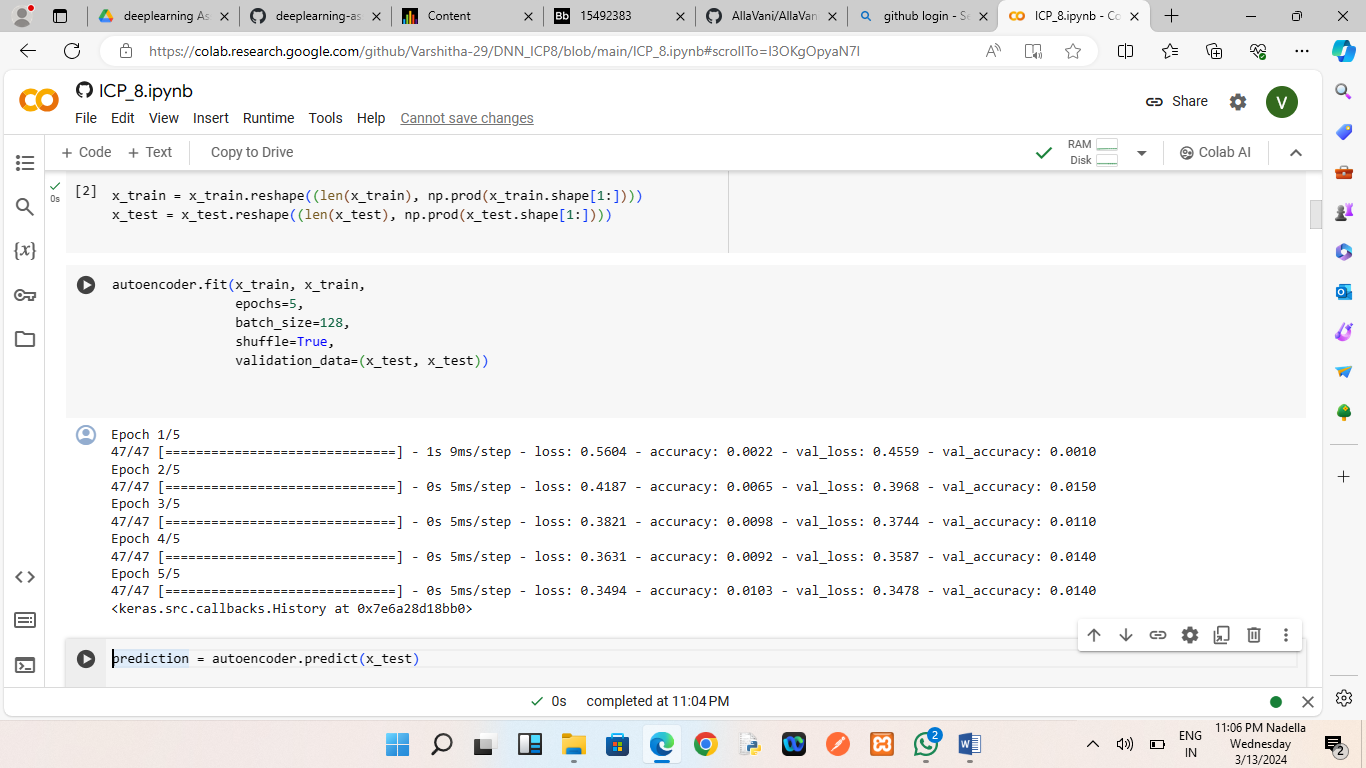 deeplearning As
deeplearning-as
Content
Bb 15492383
AllaVani/AllaVan
github login - Se
ICP_8.ipynb - Co
https://colab.research.google.com/github/Varshitha-29/DNN_ICP8/blob/main/ICP_8.ipynb#scrollTo=I3OKgOpyaN7I
ICP_8.ipynb
Share
V
File Edit View Insert Runtime Tools Help Cannot save changes
+ Code + Text Copy to Drive
RAM
Disk
Colab AI
0s
[2]
x_train = x_train.reshape((len(x_train), np.prod(x_train.shape[1:])))
x_test = x_test.reshape((len(x_test), np.prod(x_test.shape[1:])))
{x}
autoencoder.fit(x_train, x_train,
epochs=5,
batch_size=128,
shuffle=True,
validation_data=(x_test, x_test))
Epoch 1/5
47/47 [==============================] - 1s 9ms/step - loss: 0.5604 - accuracy: 0.0022 - val_loss: 0.4559 - val_accuracy: 0.0010
Epoch 2/5
47/47 [==============================] - 0s 5ms/step - loss: 0.4187 - accuracy: 0.0065 - val_loss: 0.3968 - val_accuracy: 0.0150
Epoch 3/5
47/47 [==============================] - 0s 5ms/step - loss: 0.3821 - accuracy: 0.0098 - val_loss: 0.3744 - val_accuracy: 0.0110
Epoch 4/5
47/47 [==============================] - 0s 5ms/step - loss: 0.3631 - accuracy: 0.0092 - val_loss: 0.3587 - val_accuracy: 0.0140
Epoch 5/5
47/47 [==============================] - 0s 5ms/step - loss: 0.3494 - accuracy: 0.0103 - val_loss: 0.3478 - val_accuracy: 0.0140
<keras.src.callbacks.History at 0x7e6a28d18bb0>
prediction = autoencoder.predict(x_test)
0s completed at 11:04 PM
2
ENG
IN
11:06 PM Nadella
Wednesday
3/13/2024
2